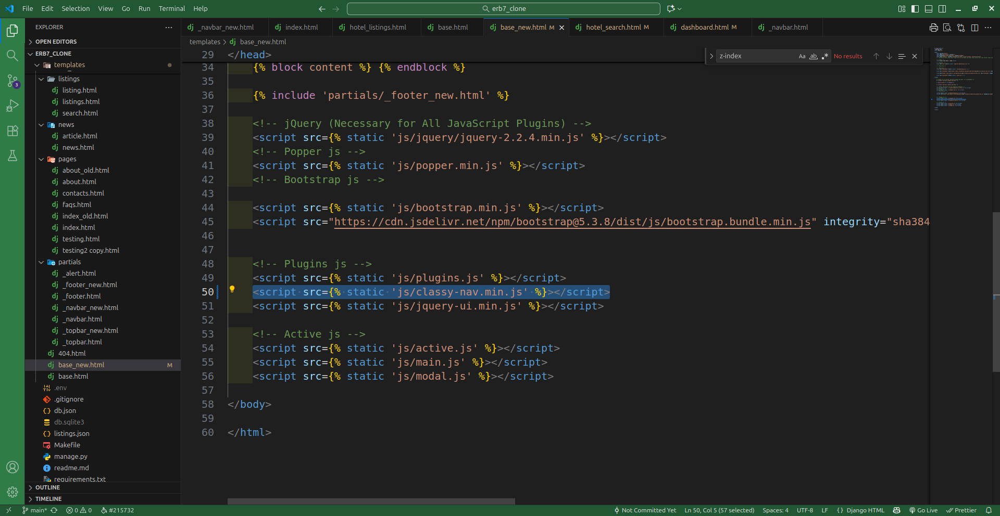 File Edit Selection View Go Run Terminal Help
erb7_clone
EXPLORER
OPEN EDITORS
ERB7_CLONE
templates
listings
listing.html
listings.html
search.html
news
article.html
news.html
pages
about_old.html
about.html
contacts.html
faqs.html
index_old.html
index.html
testing.html
testing2 copy.html
partials
_alert.html
_footer_new.html
_footer.html
_navbar_new.html
_navbar.html
_topbar_new.html
_topbar.html
404.html
base_new.html M
base.html
.env
.gitignore
db.json
db.sqlite3
listings.json
Makefile
manage.py
readme.md
requirements.txt
OUTLINE
TIMELINE
3
_navbar_new.html index.html hotel_listings.html base.html base_new.html M hotel_search.html M dashboard.html M _navbar.html
templates > base_new.html
z-index Aa ab No results
29 </head>
34 {% block content %} {% endblock %}
35
36 {% include 'partials/_footer_new.html' %}
37
38 <!-- jQuery (Necessary for All JavaScript Plugins) -->
39 <script src={% static 'js/jquery/jquery-2.2.4.min.js' %}></script>
40 <!-- Popper js -->
41 <script src={% static 'js/popper.min.js' %}></script>
42 <!-- Bootstrap js -->
43
44 <script src={% static 'js/bootstrap.min.js' %}></script>
45 <script src="https://cdn.jsdelivr.net/npm/bootstrap@5.3.8/dist/js/bootstrap.bundle.min.js" integrity="sha384
46
47
48 <!-- Plugins js -->
49 <script src={% static 'js/plugins.js' %}></script>
50 <script src={% static 'js/classy-nav.min.js' %}></script>
51 <script src={% static 'js/jquery-ui.min.js' %}></script>
52
53 <!-- Active js -->
54 <script src={% static 'js/active.js' %}></script>
55 <script src={% static 'js/main.js' %}></script>
56 <script src={% static 'js/modal.js' %}></script>
57
58 </body>
59
60 </html>
main* 0 0 #215732 Not Committed Yet Ln 50, Col 5 (57 selected) Spaces: 4 UTF-8 LF {} Django HTML Go Live Prettier